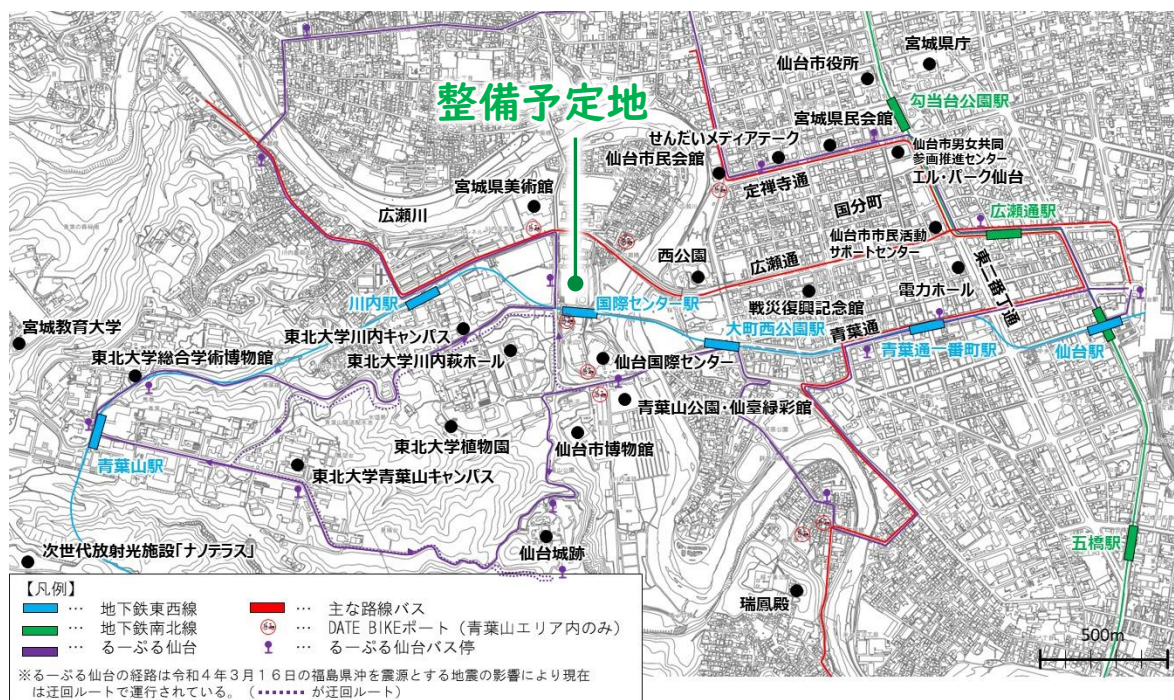 宮城県庁
仙台市役所
整備予定地
勾当台公園駅
宮城県民会館
せんだいメディアテーク
仙台市民会館
仙台市男女共同
参画推進センター
エル・パーク仙台
定禅寺通
宮城県美術館
国分町
広瀬川
広瀬通駅
仙台市市民活動
サポートセンター
西公園
広瀬通
東二番丁通
電力ホール
戦災復興記念館
川内駅
国際センター駅
大町西公園駅
青葉通
青葉通一番町駅
仙台駅
宮城教育大学
東北大学川内キャンパス
東北大学総合学術博物館
東北大学川内萩ホール
仙台国際センター
青葉山公園・仙臺緑彩館
東北大学植物園
仙台市博物館
青葉山駅
東北大学青葉山キャンパス
仙台城跡
五橋駅
次世代放射光施設「ナノテラス」
瑞鳳殿
【凡例】
… 地下鉄東西線 … 主な路線バス
… 地下鉄南北線 … DATE BIKEポート（青葉山エリア内のみ）
… るーぷる仙台 … るーぷる仙台バス停
※るーぷる仙台の経路は令和４年３月１６日の福島県沖を震源とする地震の影響により現在
は迂回ルートで運行されている。（ が迂回ルート）
500m